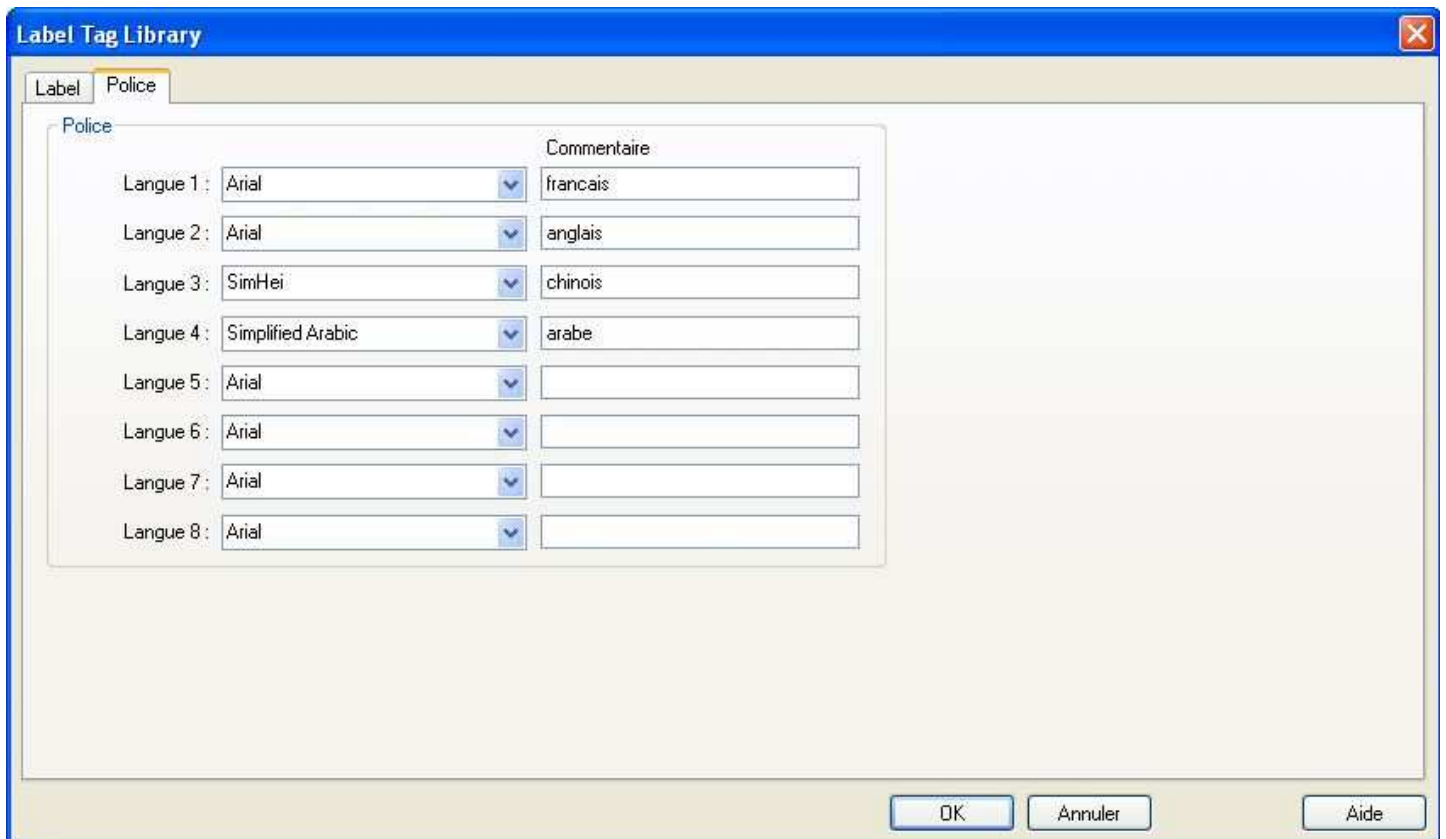 Label Tag Library
Label Police
Police
Commentaire
Langue 1 : Arial francais
Langue 2 : Arial anglais
Langue 3 : SimHei chinois
Langue 4 : Simplified Arabic arabe
Langue 5 : Arial
Langue 6 : Arial
Langue 7 : Arial
Langue 8 : Arial
OK Annuler Aide